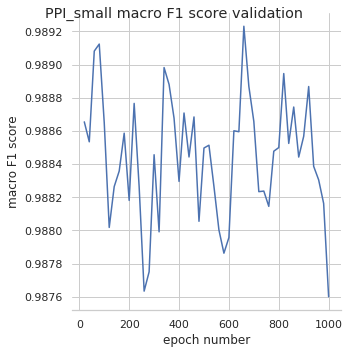 PPI_small macro F1 score validation
0.9892
0.9890
0.9888
0.9886
0.9884
0.9882
0.9880
0.9878
0.9876
macro F1 score
0 200 400 600 800 1000
epoch number